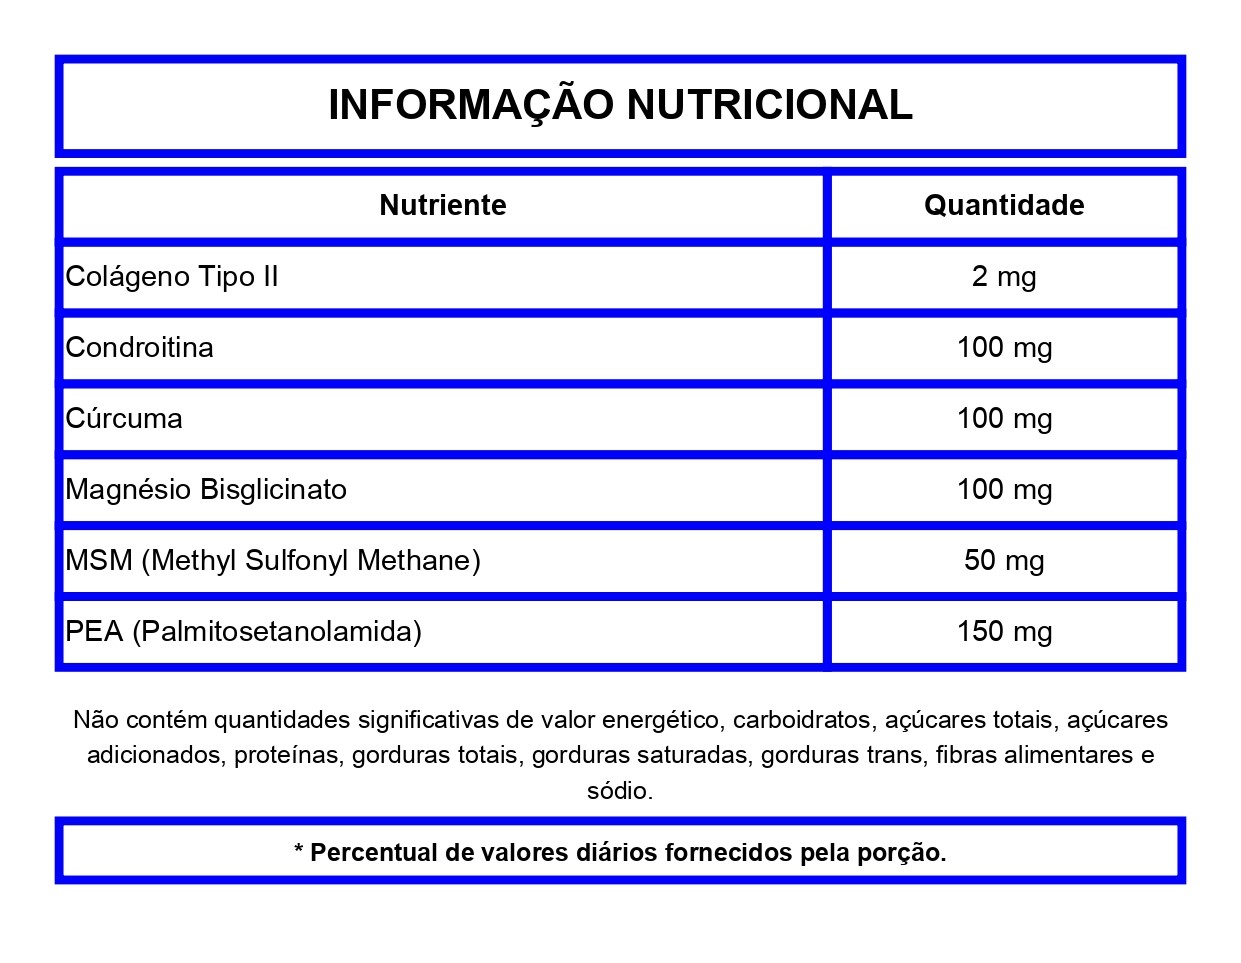 INFORMAÇÃO NUTRICIONAL
Nutriente Quantidade
Colágeno Tipo II 2 mg
Condroitina 100 mg
Cúrcuma 100 mg
Magnésio Bisglicinato 100 mg
MSM (Methyl Sulfonyl Methane) 50 mg
PEA (Palmitosetanolamida) 150 mg
Não contém quantidades significativas de valor energético, carboidratos, açúcares totais, açúcares
adicionados, proteínas, gorduras totais, gorduras saturadas, gorduras trans, fibras alimentares e
sódio.
* Percentual de valores diários fornecidos pela porção.